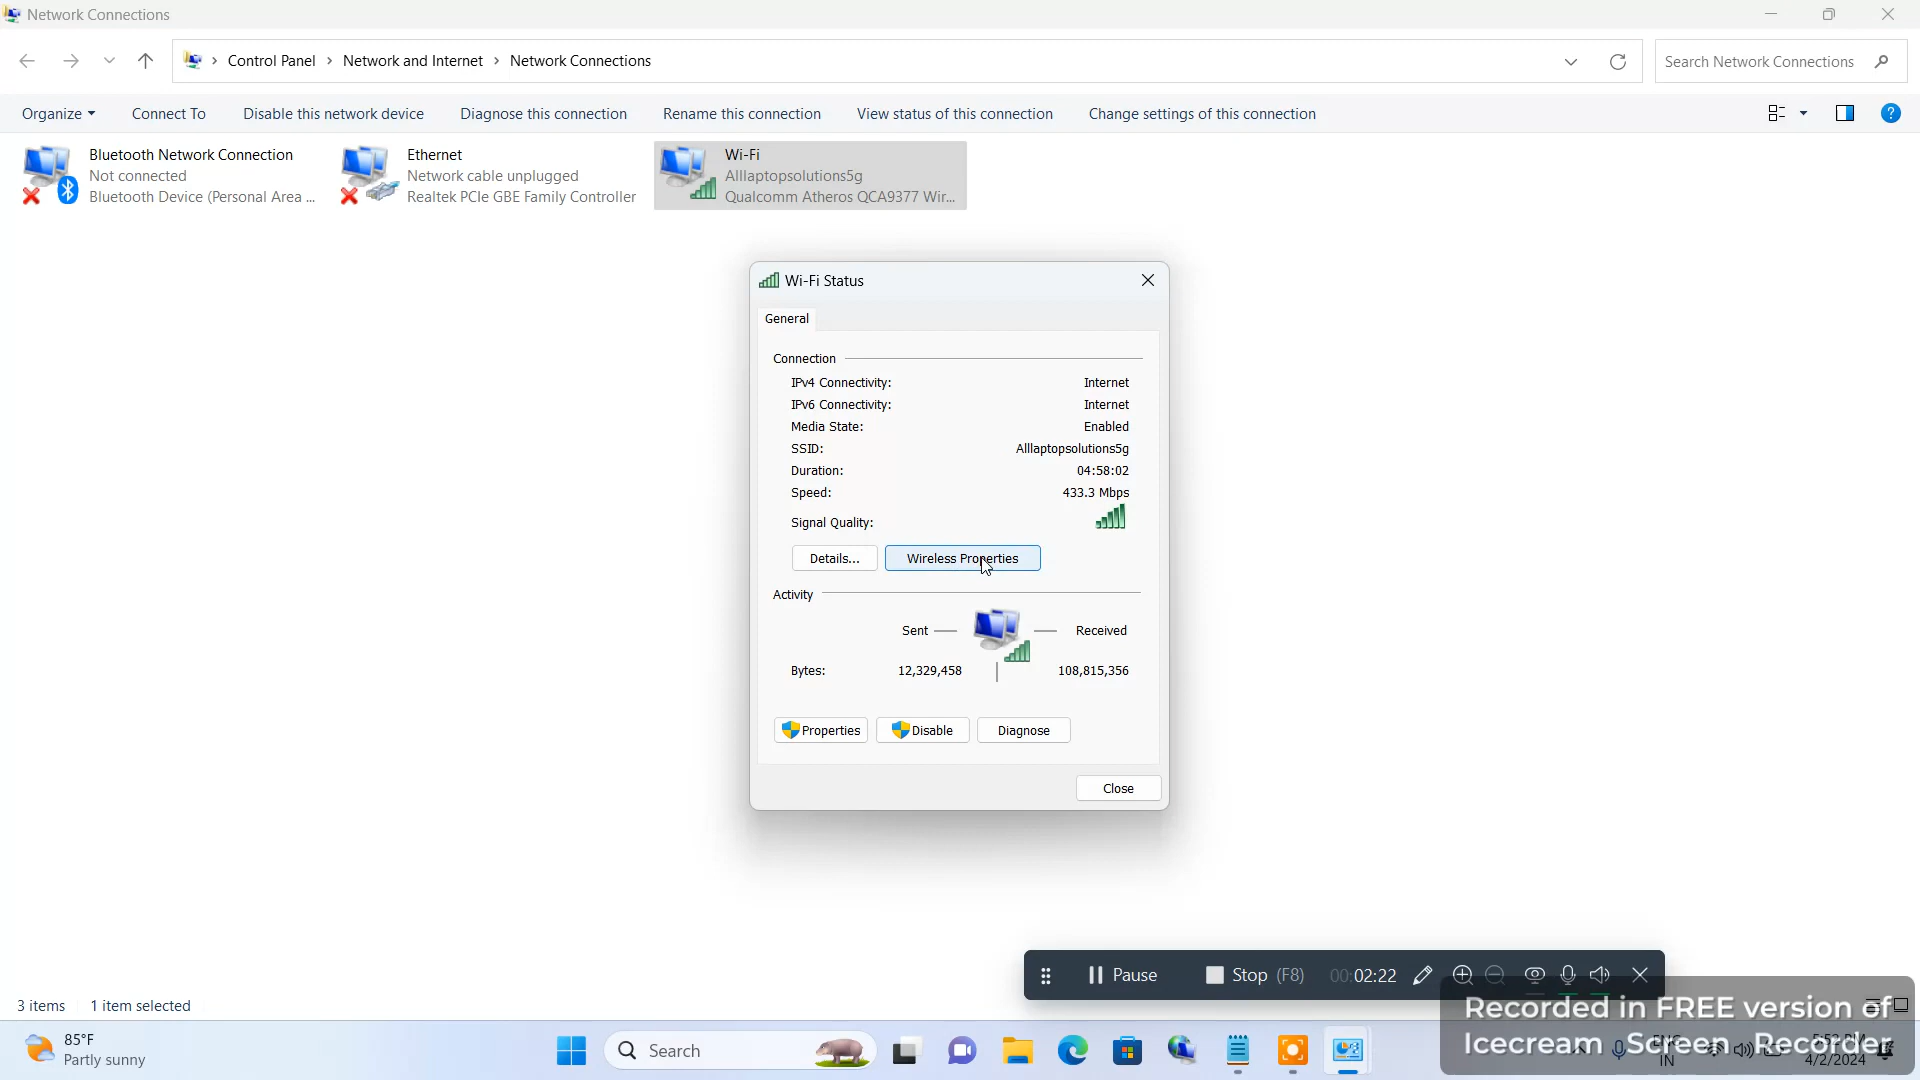 Network Connections
Control Panel > Network and Internet > Network Connections
Search Network Connections
Organize Connect To Disable this network device Diagnose this connection Rename this connection View status of this connection Change settings of this connection
Bluetooth Network Connection
Not connected
Bluetooth Device (Personal Area ...
Ethernet
Network cable unplugged
Realtek PCIe GBE Family Controller
Wi-Fi
Alllaptopsolutions5g
Qualcomm Atheros QCA9377 Wir...
Wi-Fi Status
General
Connection
IPv4 Connectivity: Internet
IPv6 Connectivity: Internet
Media State: Enabled
SSID: Alllaptopsolutions5g
Duration: 04:58:02
Speed: 433.3 Mbps
Signal Quality:
Details... Wireless Properties
Activity
Sent Received
Bytes: 12,329,458 108,815,356
Properties Disable Diagnose
Close
Pause Stop (F8) 00:02:22
3 items 1 item selected
Recorded in FREE version of
Icecream Screen Recorder
85°F
Partly sunny
Search
ENG
IN
5:52 PM
4/2/2024